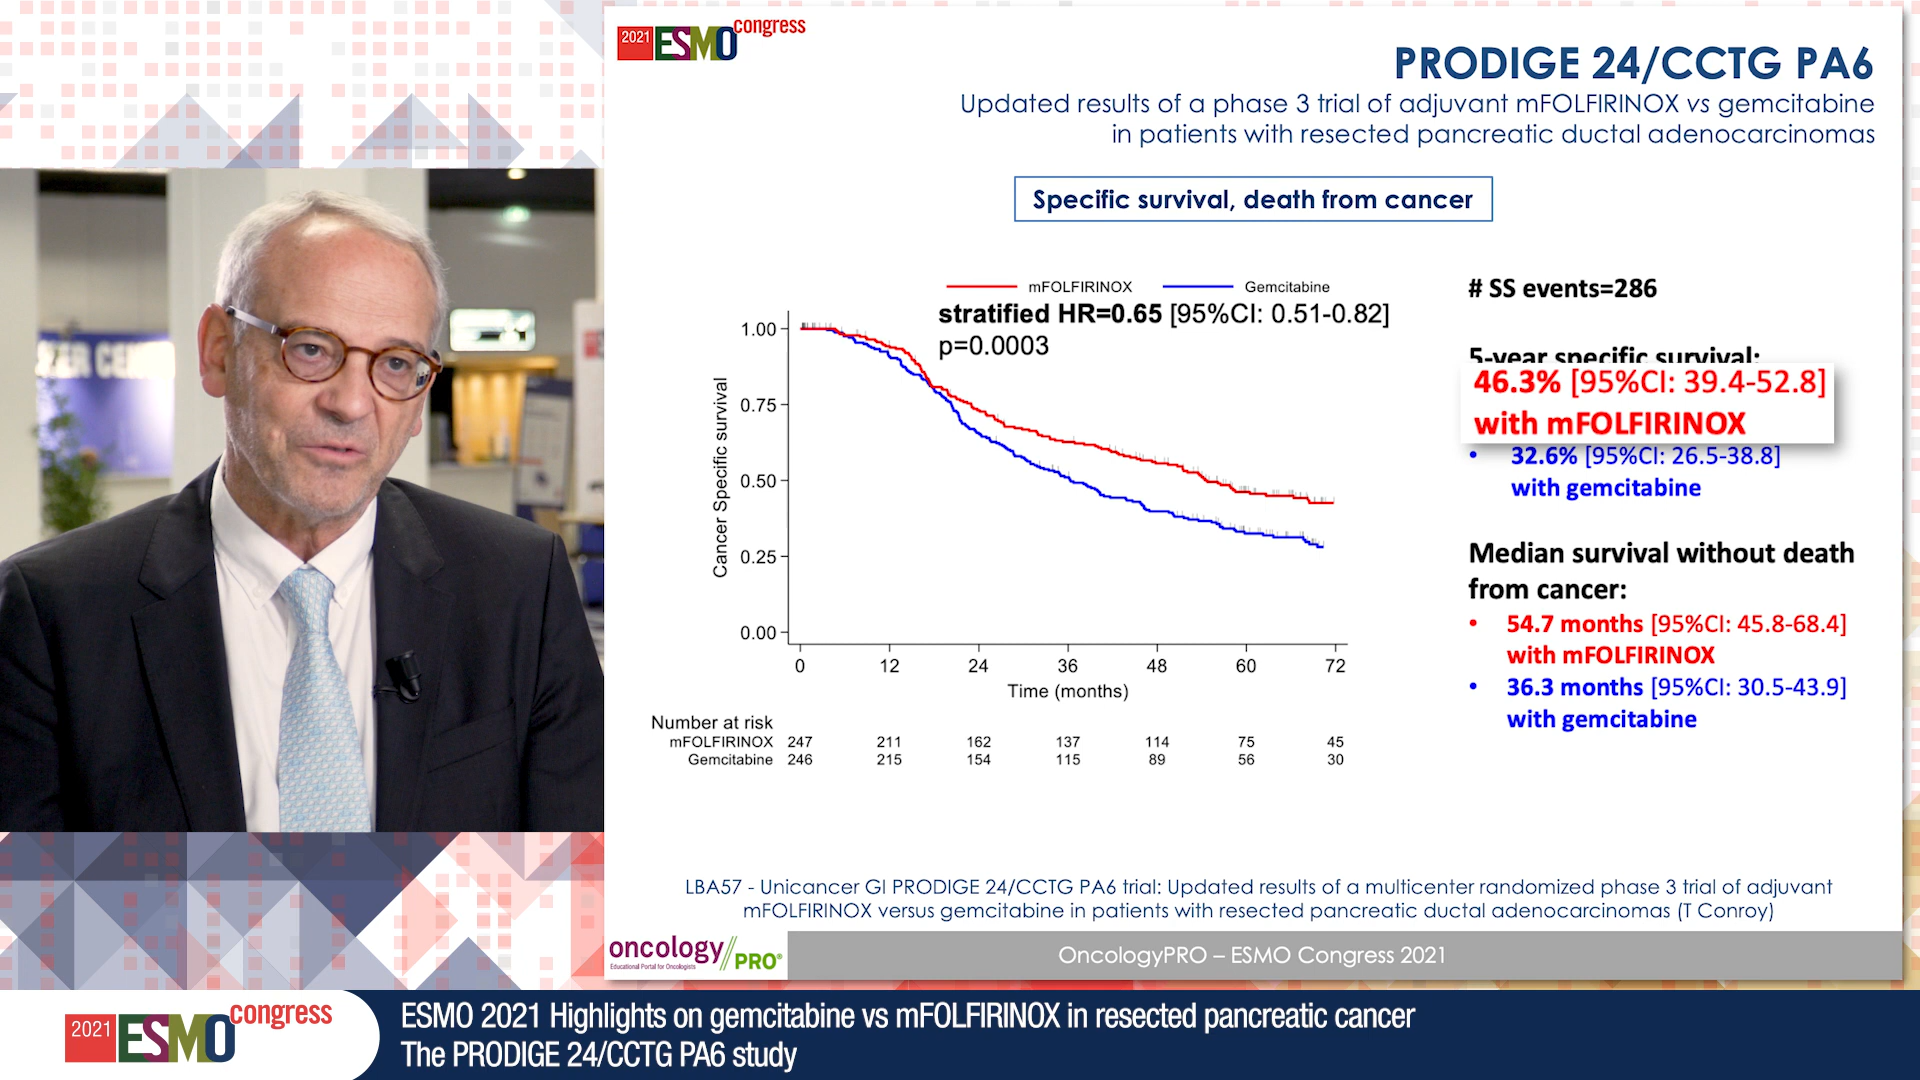 2021 ESMO congress
PRODIGE 24/CCTG PA6
Updated results of a phase 3 trial of adjuvant mFOLFIRINOX vs gemcitabine
in patients with resected pancreatic ductal adenocarcinomas
Specific survival, death from cancer
mFOLFIRINOX Gemcitabine
stratified HR=0.65 [95%CI: 0.51-0.82]
p=0.0003
1.00
0.75
0.50
0.25
0.00
Cancer Specific survival
0 12 24 36 48 60 72
Time (months)
Number at risk
mFOLFIRINOX 247 211 162 137 114 75 45
Gemcitabine 246 215 154 115 89 56 30
# SS events=286
5-year specific survival:
46.3% [95%CI: 39.4-52.8]
with mFOLFIRINOX
• 32.6% [95%CI: 26.5-38.8]
with gemcitabine
Median survival without death
from cancer:
• 54.7 months [95%CI: 45.8-68.4]
with mFOLFIRINOX
• 36.3 months [95%CI: 30.5-43.9]
with gemcitabine
LBA57 - Unicancer GI PRODIGE 24/CCTG PA6 trial: Updated results of a multicenter randomized phase 3 trial of adjuvant
mFOLFIRINOX versus gemcitabine in patients with resected pancreatic ductal adenocarcinomas (T Conroy)
oncology//PRO®
Educational Portal for Oncologists
OncologyPRO – ESMO Congress 2021
2021 ESMO congress
ESMO 2021 Highlights on gemcitabine vs mFOLFIRINOX in resected pancreatic cancer
The PRODIGE 24/CCTG PA6 study